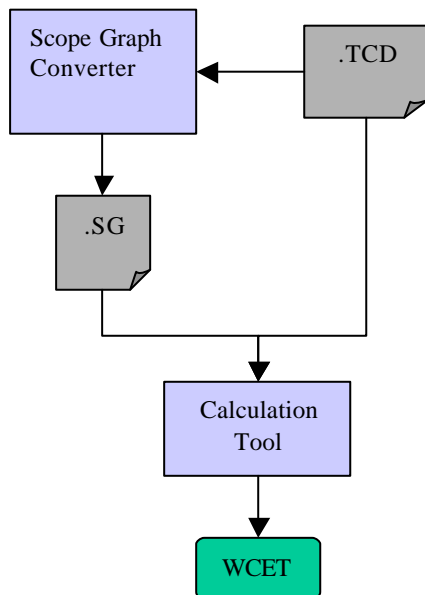 Scope Graph
Converter
.TCD
.SG
Calculation
Tool
WCET